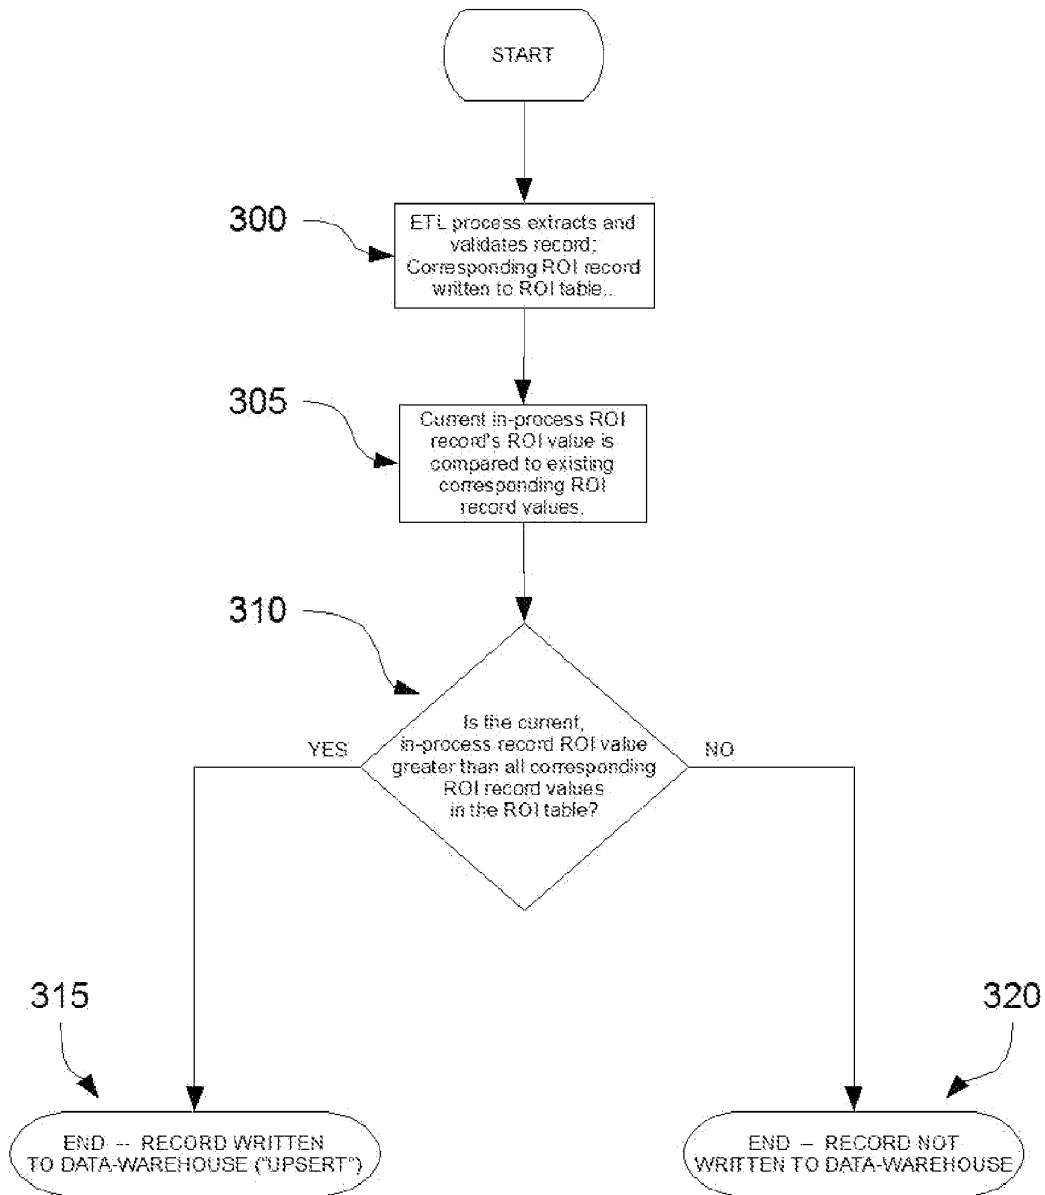 START
300
ETL process extracts and
validates record;
Corresponding ROI record
written to ROI table..
305
Current in-process ROI
record's ROI value is
compared to existing
corresponding ROI
record values.
310
Is the current,
in-process record ROI value
greater than all corresponding
ROI record values
in the ROI table?
YES
NO
315
320
END -- RECORD WRITTEN
TO DATA-WAREHOUSE ("UPSERT")
END – RECORD NOT
WRITTEN TO DATA-WAREHOUSE